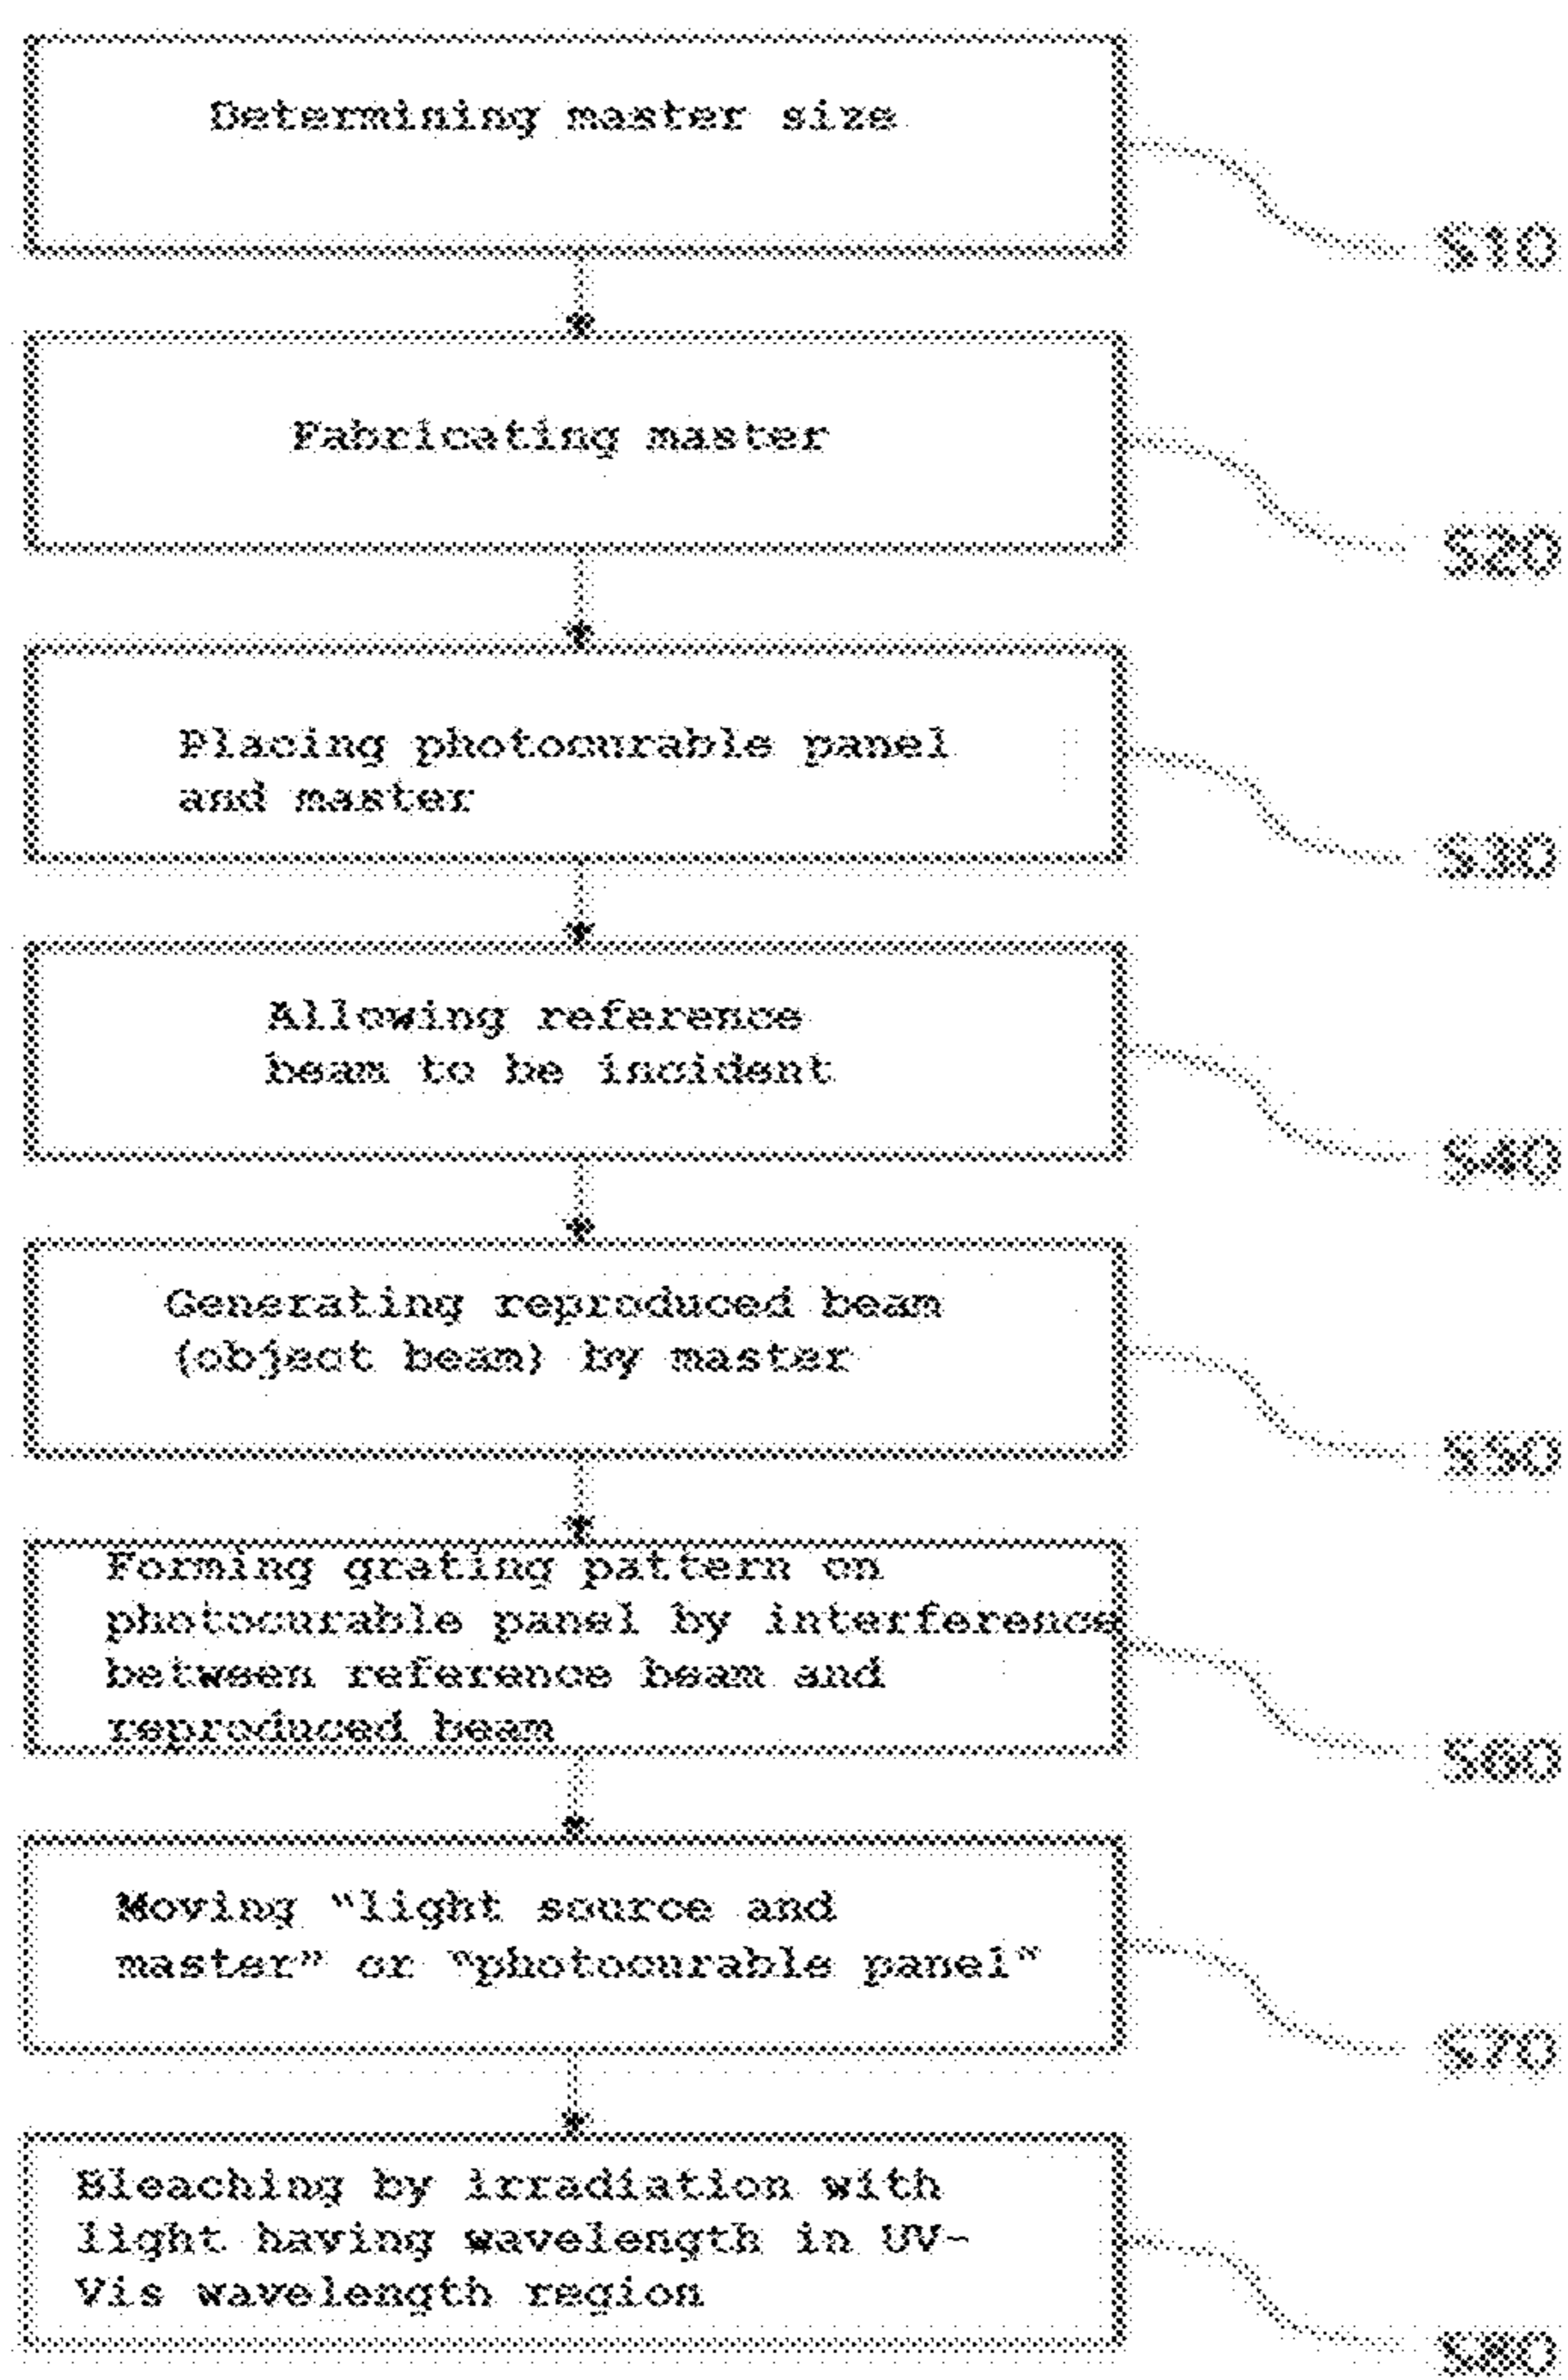 Determining master size
S10
Fabricating master
S20
Placing photocurable panel
and master
S30
Allowing reference
beam to be incident
S40
Generating reproduced beam
(object beam) by master
S50
Forming grating pattern on
photocurable panel by interference
between reference beam and
reproduced beam
S60
Moving “light source and
master” or “photocurable panel“
S70
Bleaching by irradiation with
light having wavelength in UV-
Vis wavelength region
S80